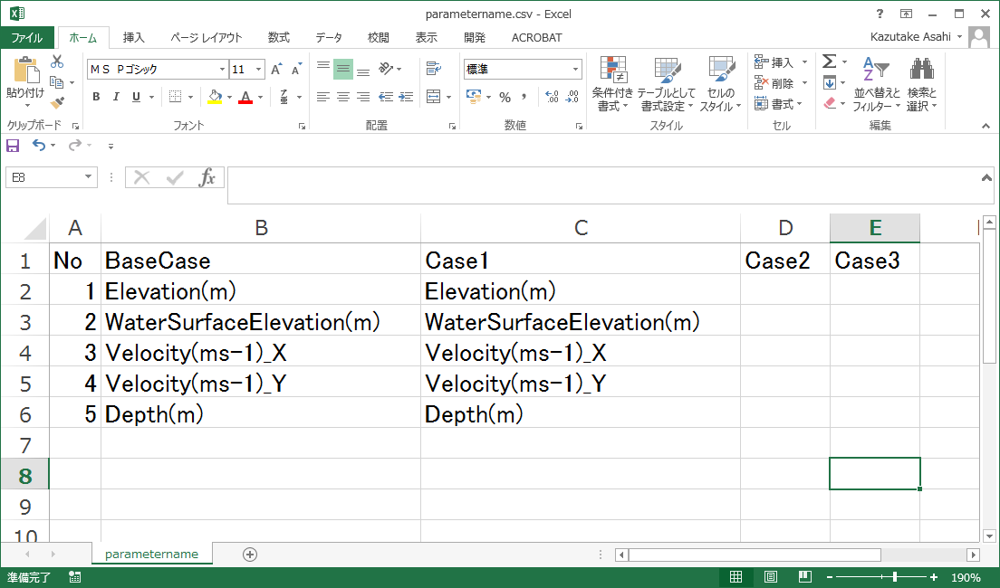 parametername.csv - Excel
ファイル ホーム 挿入 ページ レイアウト 数式 データ 校閲 表示 開発 ACROBAT Kazutake Asahi
貼り付け
クリップボード
ＭＳ Ｐゴシック 11
B I U
フォント
配置
標準
%
数値
条件付き書式
テーブルとして書式設定
セルのスタイル
スタイル
挿入
削除
書式
セル
並べ替えと フィルター
検索と 選択
編集
E8 fx
A B C D E
1 No BaseCase Case1 Case2 Case3
2 1 Elevation(m) Elevation(m)
3 2 WaterSurfaceElevation(m) WaterSurfaceElevation(m)
4 3 Velocity(ms-1)_X Velocity(ms-1)_X
5 4 Velocity(ms-1)_Y Velocity(ms-1)_Y
6 5 Depth(m) Depth(m)
7
8
9
10
parametername
準備完了 190%